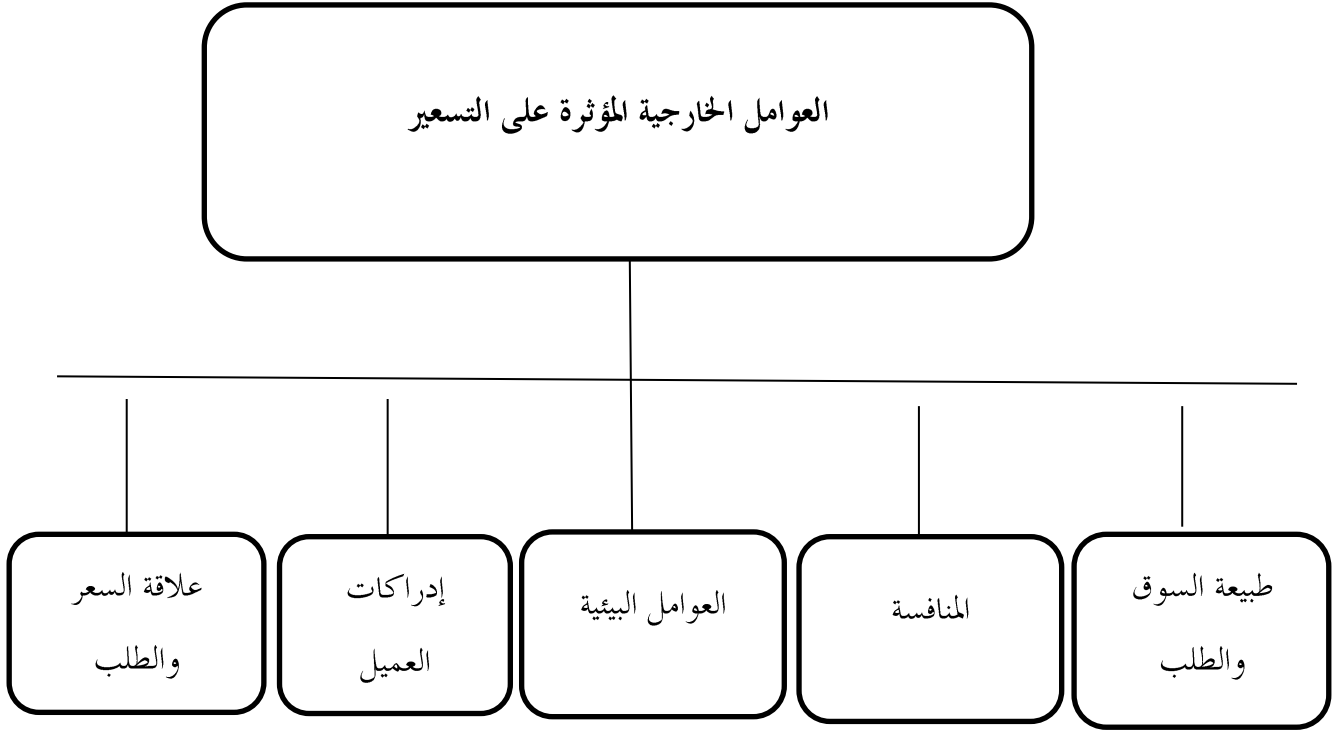 العوامل الخارجية المؤثرة على التسعير
طبيعة السوق
والطلب
المنافسة
العوامل البيئية
إدراكات
العميل
علاقة السعر
والطلب